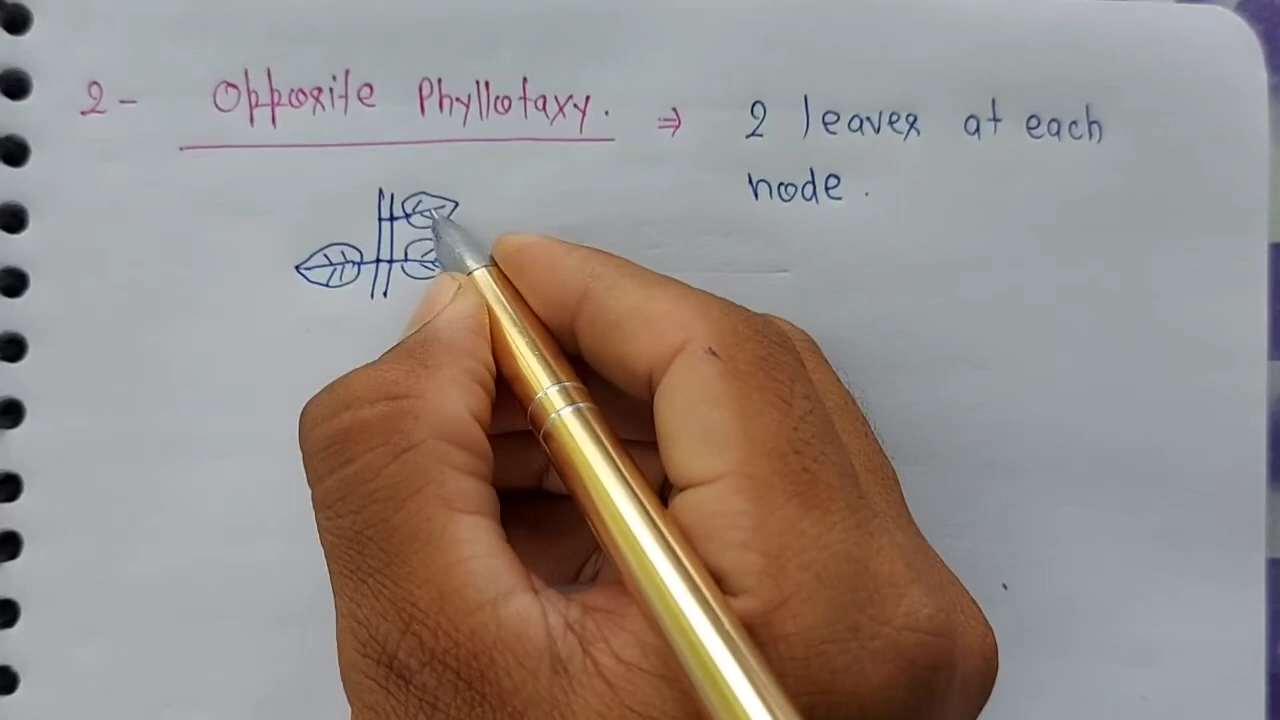 2- Opposite Phyllotaxy. ⇒ 2 leaves at each
node.